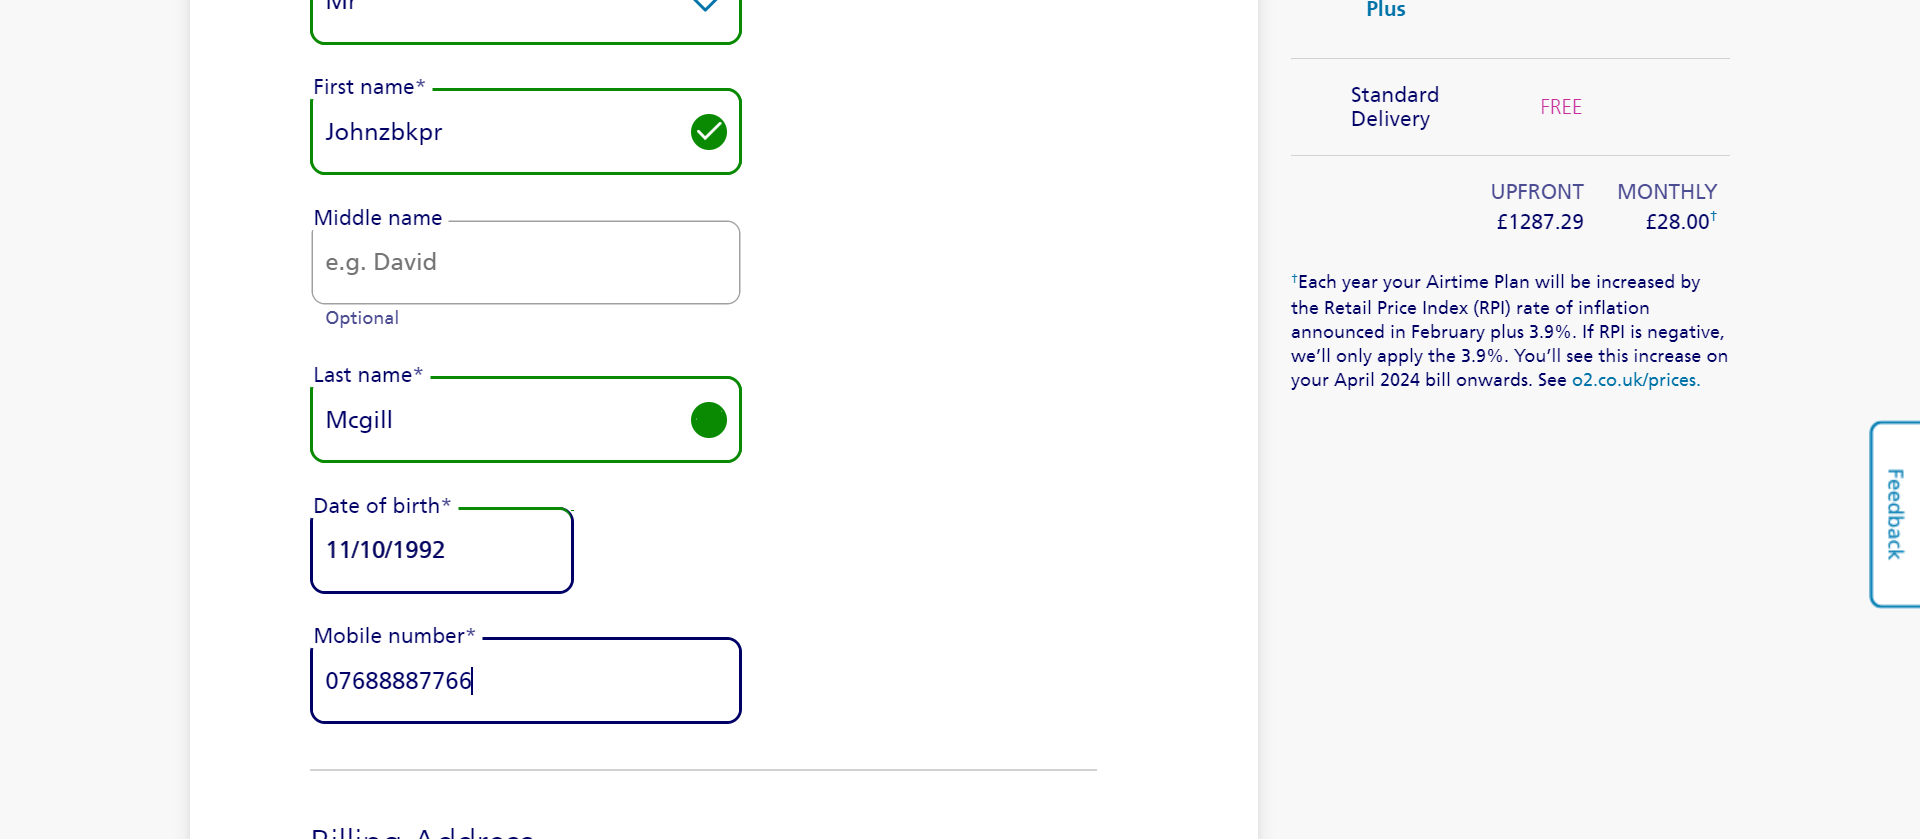 Mr
First name*
Johnzbkpr
Middle name
e.g. David
Optional
Last name*
Mcgill
Date of birth*
11/10/1992
Mobile number*
07688887766
Billing Address
Plus
Standard
Delivery
FREE
UPFRONT MONTHLY
£1287.29 £28.00†
†Each year your Airtime Plan will be increased by
the Retail Price Index (RPI) rate of inflation
announced in February plus 3.9%. If RPI is negative,
we’ll only apply the 3.9%. You’ll see this increase on
your April 2024 bill onwards. See o2.co.uk/prices.
Feedback